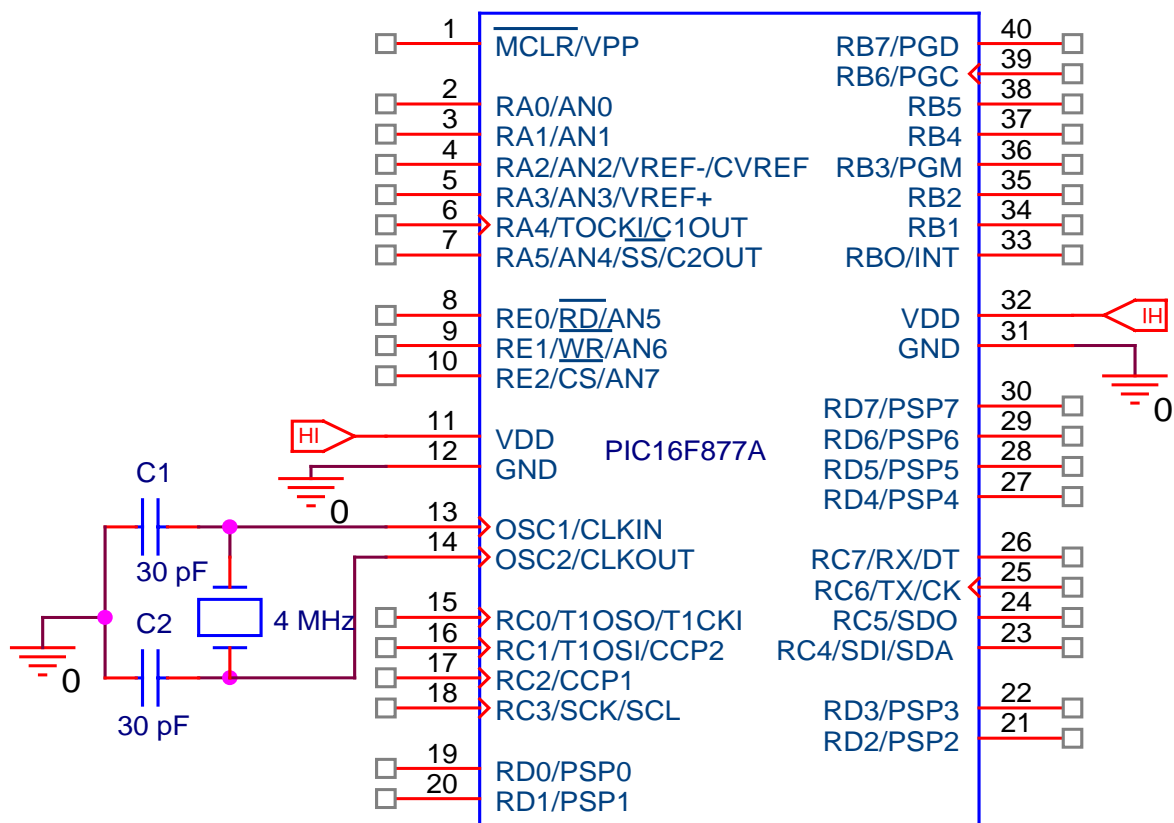 1 MCLR/VPP RB7/PGD 40
RB6/PGC 39
2 RA0/AN0 RB5 38
3 RA1/AN1 RB4 37
4 RA2/AN2/VREF-/CVREF RB3/PGM 36
5 RA3/AN3/VREF+ RB2 35
6 RA4/TOCKI/C1OUT RB1 34
7 RA5/AN4/SS/C2OUT RBO/INT 33
8 RE0/RD/AN5 VDD 32 IH
9 RE1/WR/AN6 GND 31
10 RE2/CS/AN7 0
RD7/PSP7 30
HI 11 VDD PIC16F877A RD6/PSP6 29
12 GND RD5/PSP5 28
0 RD4/PSP4 27
C1 13 OSC1/CLKIN
30 pF 14 OSC2/CLKOUT RC7/RX/DT 26
RC6/TX/CK 25
C2 4 MHz 15 RC0/T1OSO/T1CKI RC5/SDO 24
16 RC1/T1OSI/CCP2 RC4/SDI/SDA 23
0 17 RC2/CCP1
30 pF 18 RC3/SCK/SCL RD3/PSP3 22
RD2/PSP2 21
19 RD0/PSP0
20 RD1/PSP1